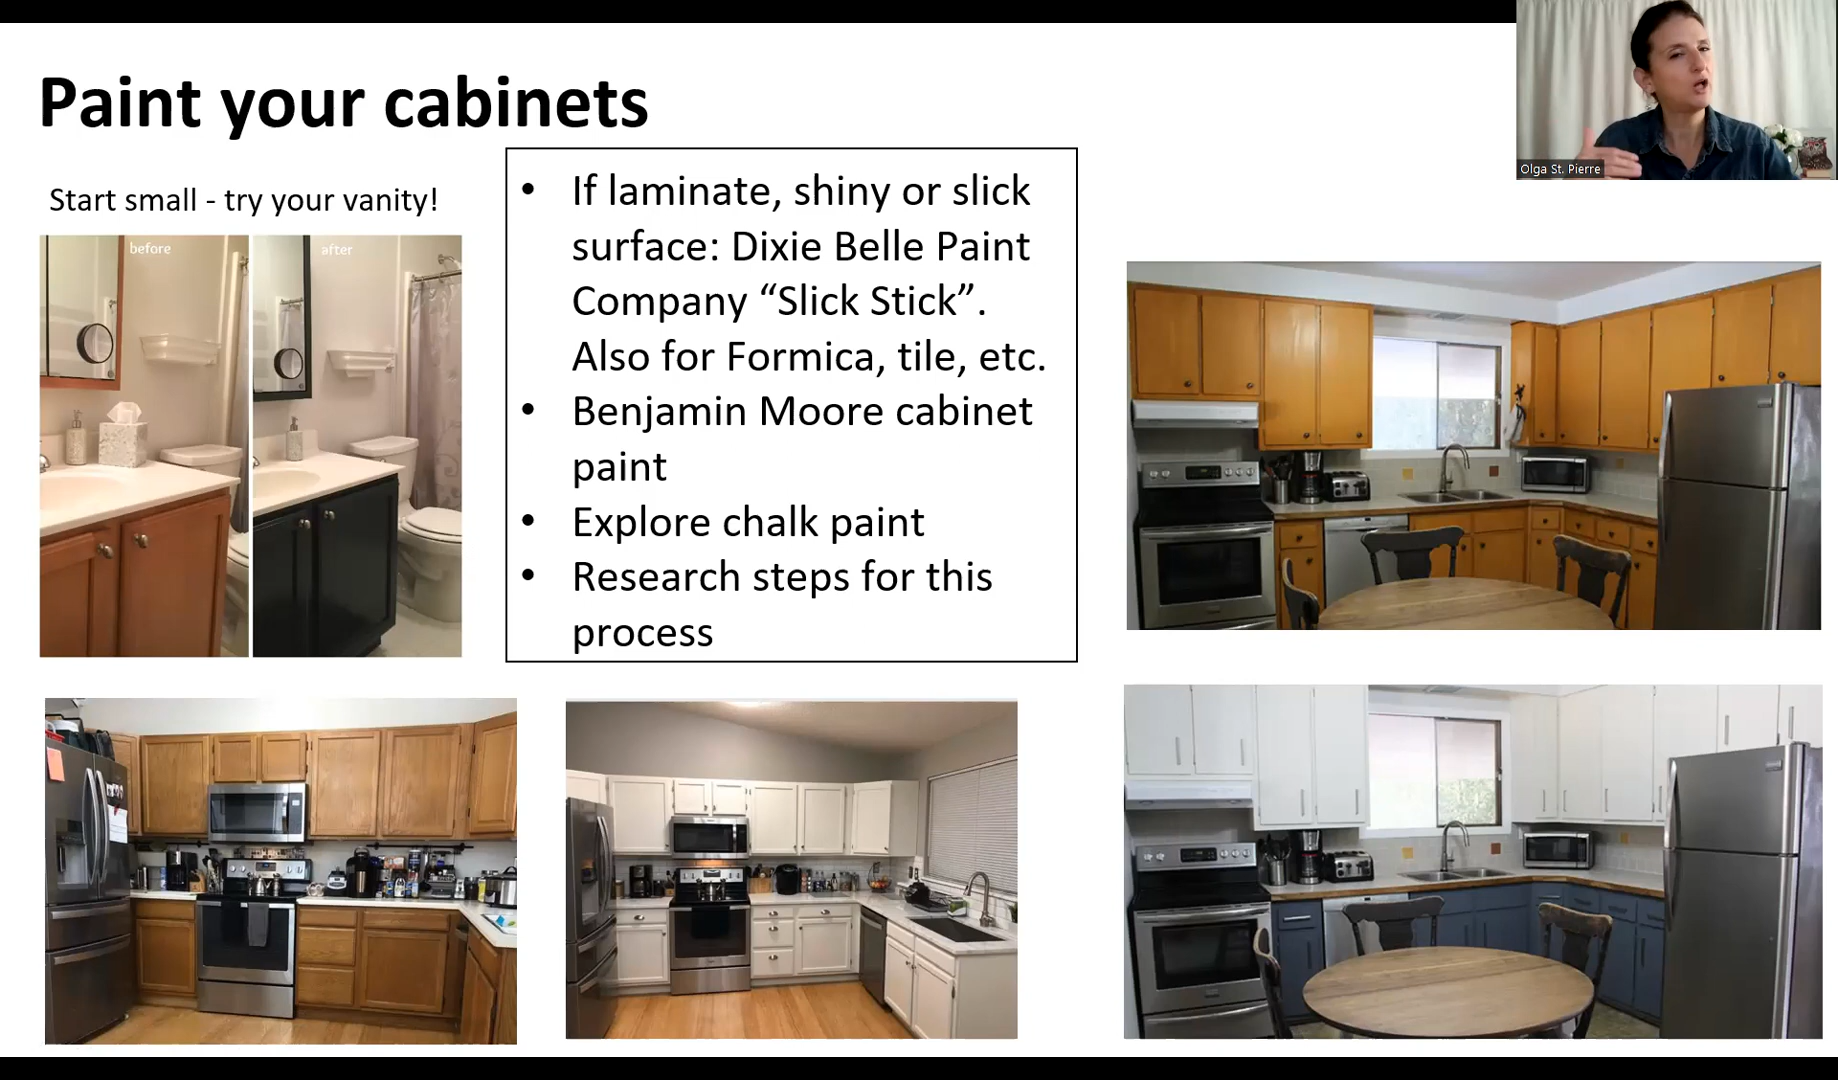 Paint your cabinets
Olga St. Pierre
Start small - try your vanity!
before
after
• If laminate, shiny or slick
surface: Dixie Belle Paint
Company “Slick Stick”.
Also for Formica, tile, etc.
• Benjamin Moore cabinet
paint
• Explore chalk paint
• Research steps for this
process